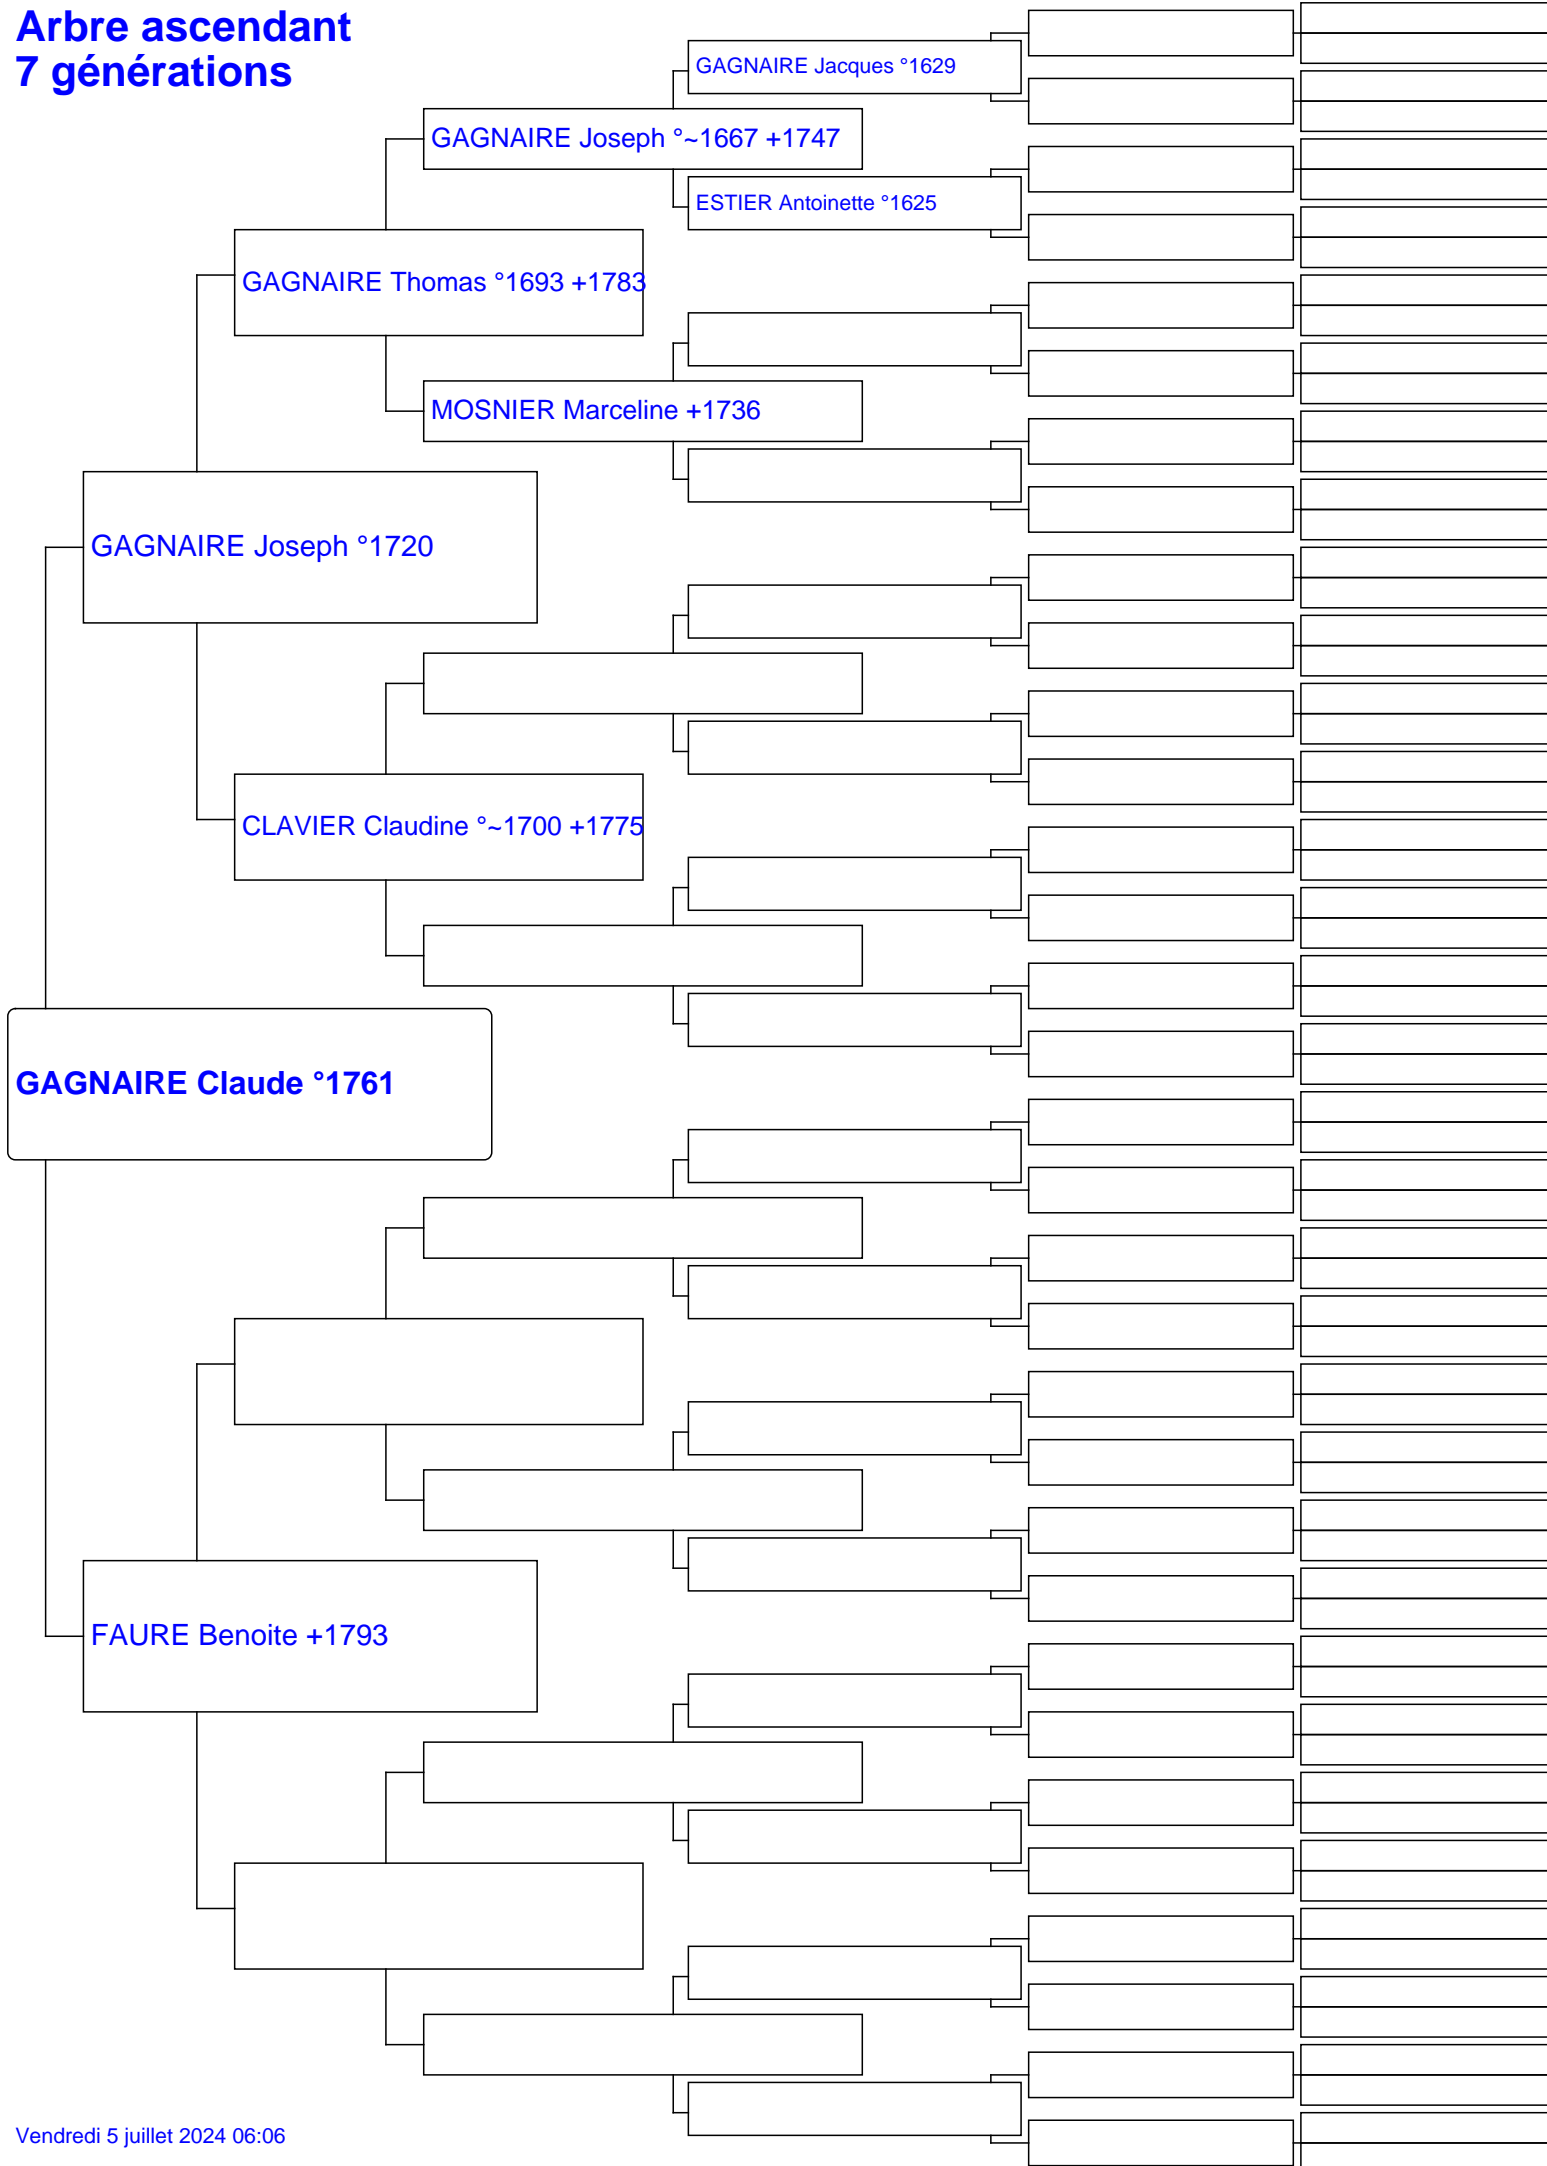 Arbre ascendant
7 générations
GAGNAIRE Jacques °1629
GAGNAIRE Joseph °~1667 +1747
ESTIER Antoinette °1625
GAGNAIRE Thomas °1693 +1783
MOSNIER Marceline +1736
GAGNAIRE Joseph °1720
CLAVIER Claudine °~1700 +1775
GAGNAIRE Claude °1761
FAURE Benoite +1793
Vendredi 5 juillet 2024 06:06